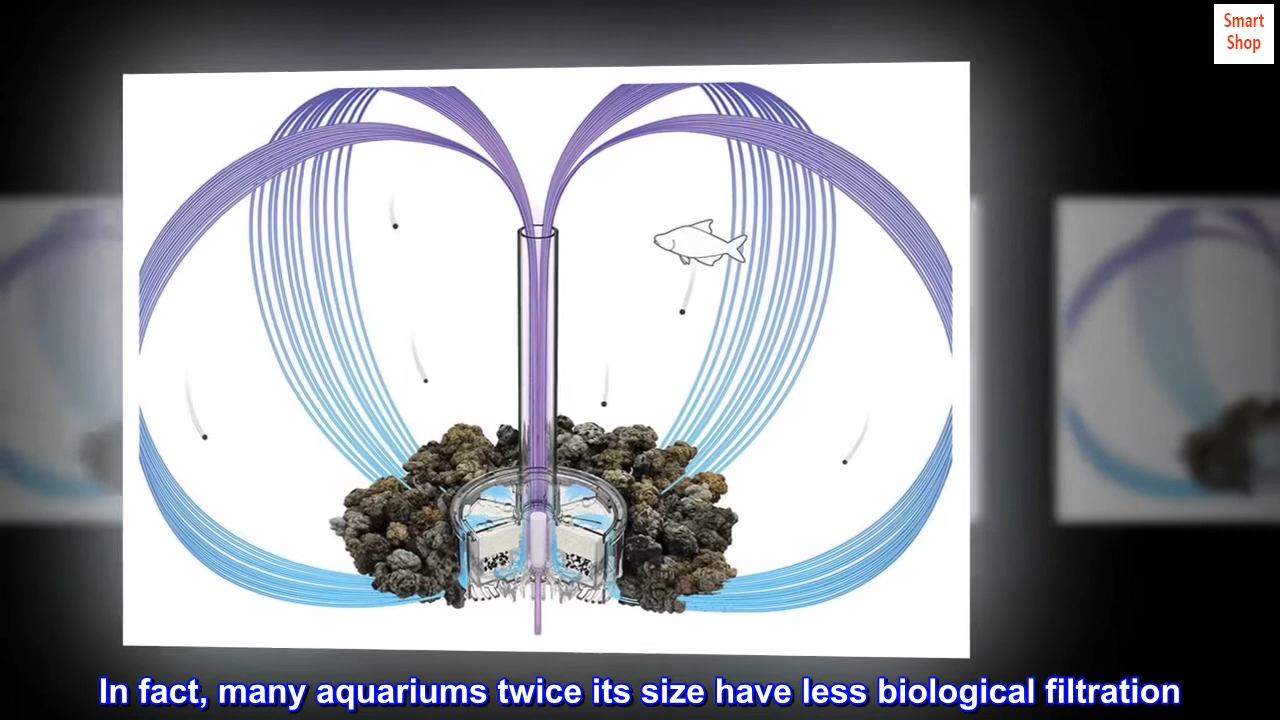 Smart
Shop
In fact, many aquariums twice its size have less biological filtration